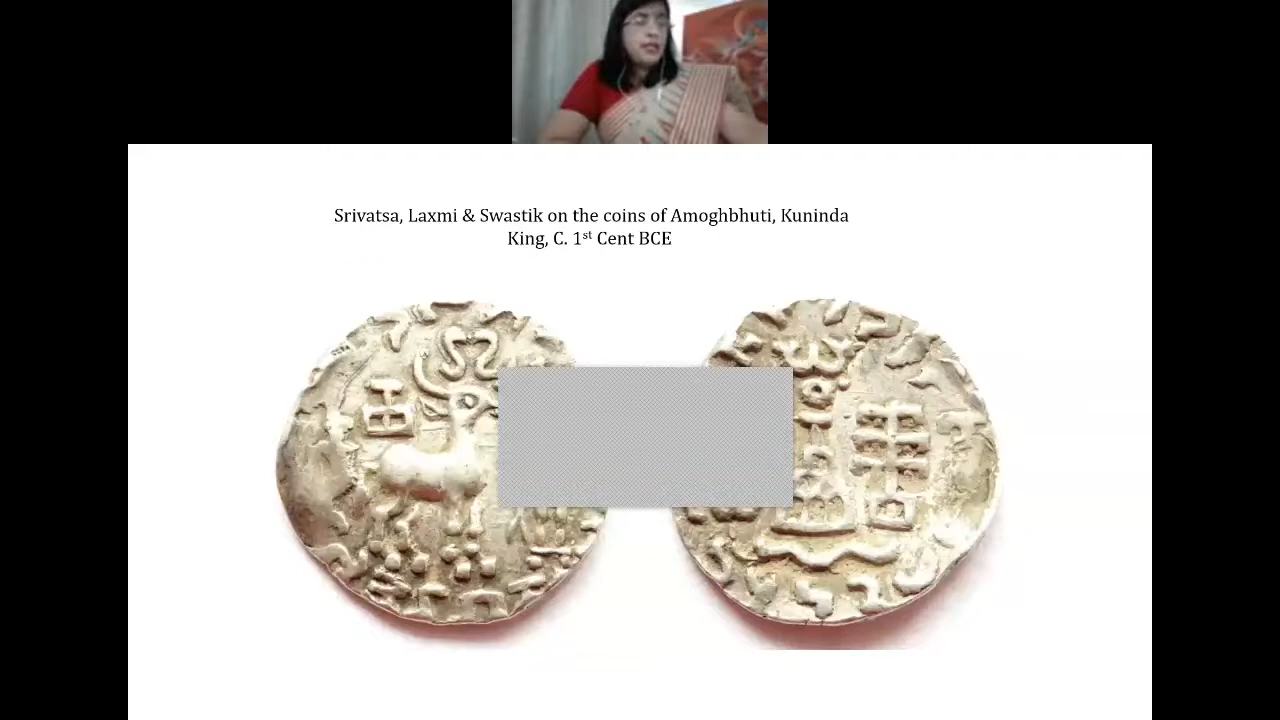 Srivatsa, Laxmi & Swastik on the coins of Amoghbhuti, Kuninda
King, C. 1st Cent BCE